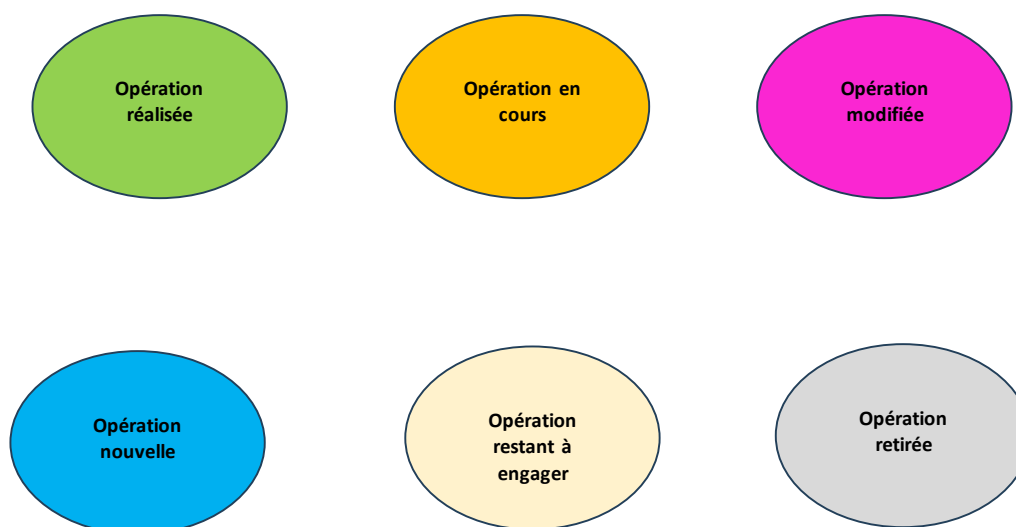 Opération
réalisée
Opération en
cours
Opération
modifiée
Opération
nouvelle
Opération
restant à
engager
Opération
retirée